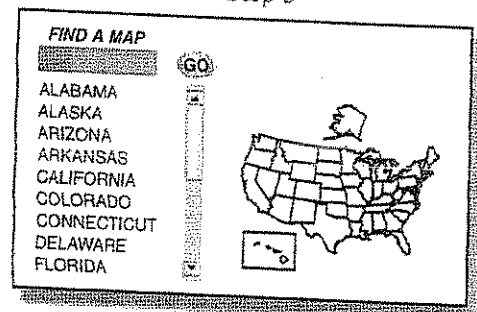 FIND A MAP
GO
ALABAMA
ALASKA
ARIZONA
ARKANSAS
CALIFORNIA
COLORADO
CONNECTICUT
DELAWARE
FLORIDA